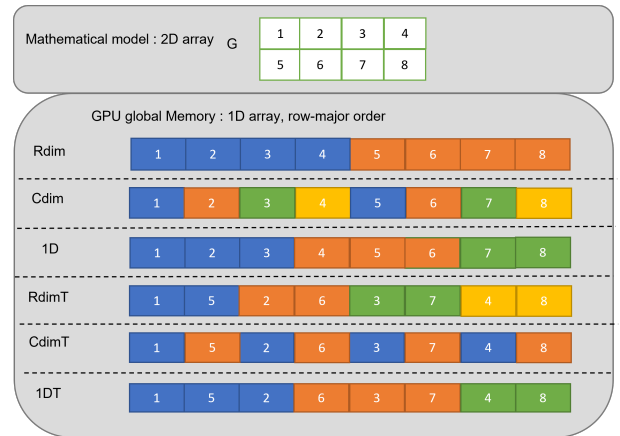 Mathematical model : 2D array G
1 2 3 4
5 6 7 8
GPU global Memory : 1D array, row-major order
Rdim 1 2 3 4 5 6 7 8
Cdim 1 2 3 4 5 6 7 8
1D 1 2 3 4 5 6 7 8
RdimT 1 5 2 6 3 7 4 8
CdimT 1 5 2 6 3 7 4 8
1DT 1 5 2 6 3 7 4 8